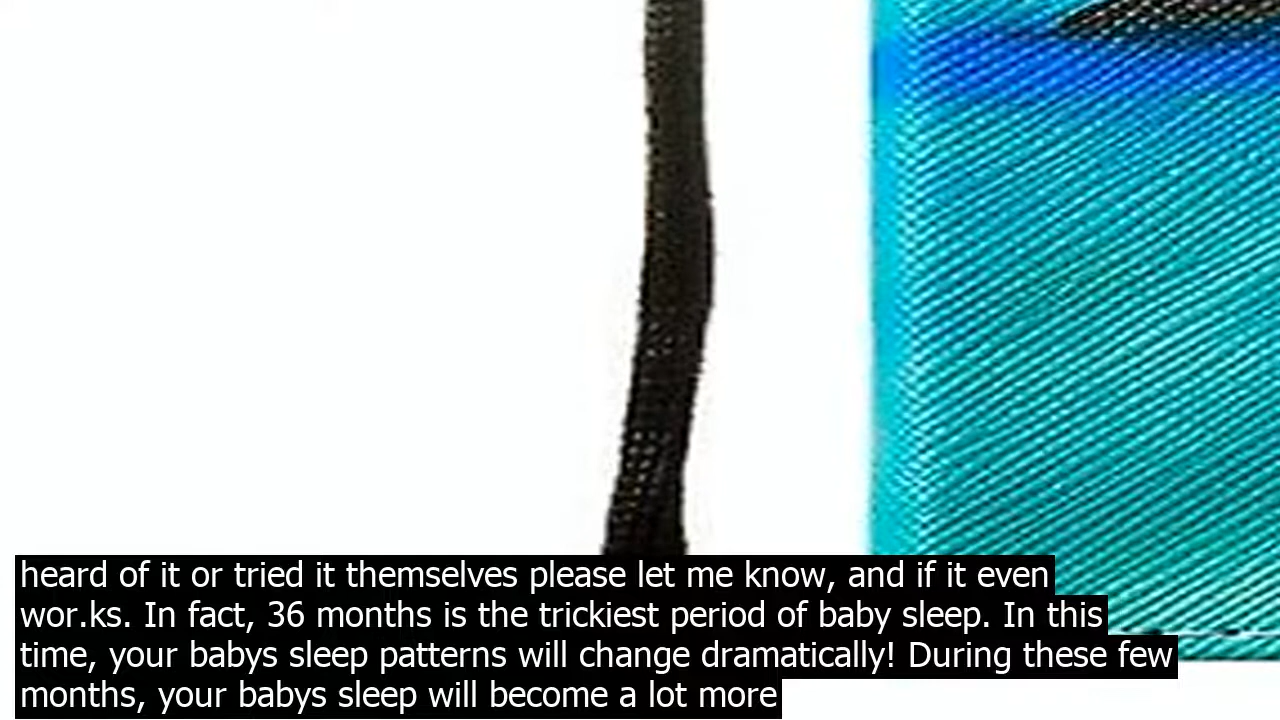 heard of it or tried it themselves please let me know, and if it even
wor.ks. In fact, 36 months is the trickiest period of baby sleep. In this
time, your babys sleep patterns will change dramatically! During these few
months, your babys sleep will become a lot more